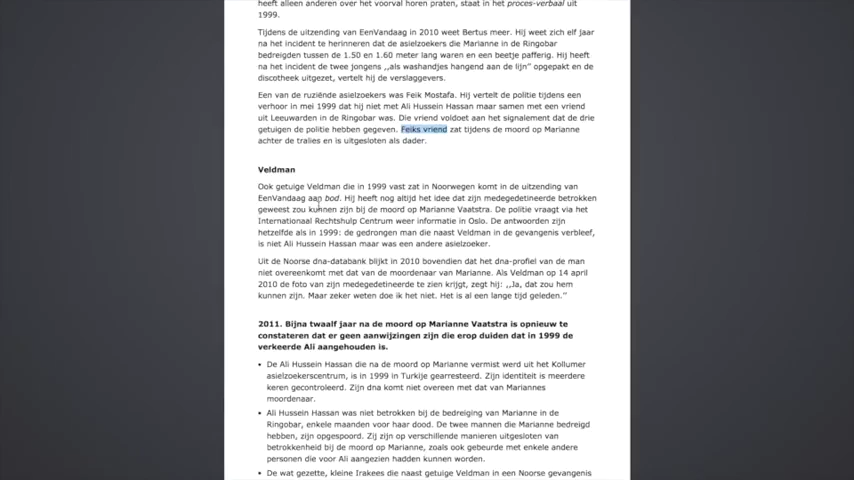 heeft alleen anderen over het voorval horen praten, staat in het proces-verbaal uit
1999.
Tijdens de uitzending van EenVandaag in 2010 weet Bertus meer. Hij weet zich elf jaar
na het incident te herinneren dat de asielzoekers die Marianne in de Ringobar
bedreigden tussen de 1.50 en 1.60 meter lang waren en een beetje pafferig. Hij heeft
na het incident de twee jongens ,,als washandjes hangend aan de lijn” opgepakt en de
discotheek uitgezet, vertelt hij de verslaggevers.
Een van de ruziënde asielzoekers was Feik Mostafa. Hij vertelt de politie tijdens een
verhoor in mei 1999 dat hij niet met Ali Hussein Hassan maar samen met een vriend
uit Leeuwarden in de Ringobar was. Die vriend voldoet aan het signalement dat de drie
getuigen de politie hebben gegeven. Feiks vriend zat tijdens de moord op Marianne
achter de tralies en is uitgesloten als dader.
Veldman
Ook getuige Veldman die in 1999 vast zat in Noorwegen komt in de uitzending van
EenVandaag aan bod. Hij heeft nog altijd het idee dat zijn medegedetineerde betrokken
geweest zou kunnen zijn bij de moord op Marianne Vaatstra. De politie vraagt via het
Internationaal Rechtshulp Centrum weer informatie in Oslo. De antwoorden zijn
hetzelfde als in 1999: de gedrongen man die naast Veldman in de gevangenis verbleef,
is niet Ali Hussein Hassan maar was een andere asielzoeker.
Uit de Noorse dna-databank blijkt in 2010 bovendien dat het dna-profiel van de man
niet overeenkomt met dat van de moordenaar van Marianne. Als Veldman op 14 april
2010 de foto van zijn medegedetineerde te zien krijgt, zegt hij: ,,Ja, dat zou hem
kunnen zijn. Maar zeker weten doe ik het niet. Het is al een lange tijd geleden.’’
2011. Bijna twaalf jaar na de moord op Marianne Vaatstra is opnieuw te
constateren dat er geen aanwijzingen zijn die erop duiden dat in 1999 de
verkeerde Ali aangehouden is.
• De Ali Hussein Hassan die na de moord op Marianne vermist werd uit het Kollumer
asielzoekerscentrum, is in 1999 in Turkije gearresteerd. Zijn identiteit is meerdere
keren gecontroleerd. Zijn dna komt niet overeen met dat van Mariannes
moordenaar.
• Ali Hussein Hassan was niet betrokken bij de bedreiging van Marianne in de
Ringobar, enkele maanden voor haar dood. De twee mannen die Marianne bedreigd
hebben, zijn opgespoord. Zij zijn op verschillende manieren uitgesloten van
betrokkenheid bij de moord op Marianne, zoals ook gebeurde met enkele andere
personen die voor Ali aangezien hadden kunnen worden.
• De wat gezette, kleine Irakees die naast getuige Veldman in een Noorse gevangenis